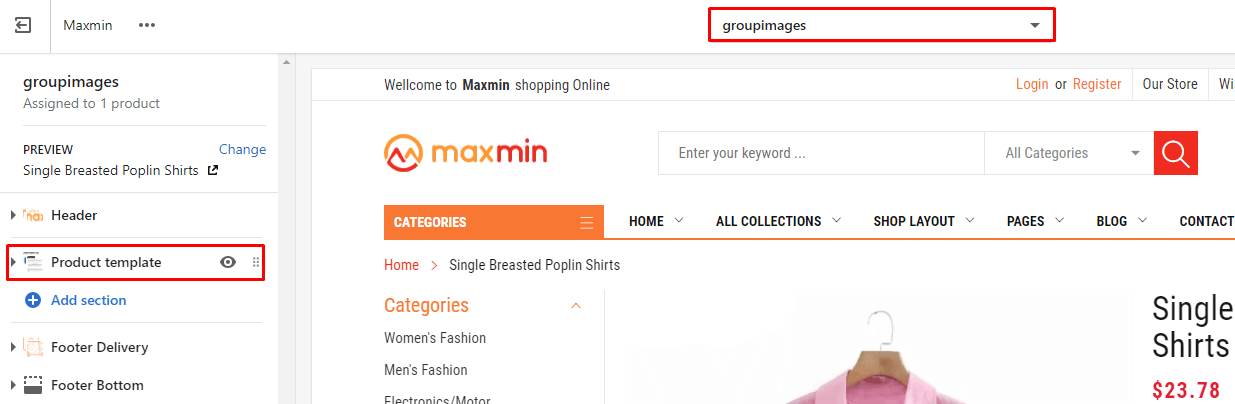 Maxmin
groupimages
groupimages
Assigned to 1 product
PREVIEW
Change
Single Breasted Poplin Shirts
Header
Product template
Add section
Footer Delivery
Footer Bottom
Wellcome to Maxmin shopping Online
Login or Register
Our Store
Wi
maxmin
Enter your keyword ...
All Categories
CATEGORIES
HOME
ALL COLLECTIONS
SHOP LAYOUT
PAGES
BLOG
CONTACT
Home > Single Breasted Poplin Shirts
Categories
Women's Fashion
Men's Fashion
Electronics/Motor
Single
Shirts
$23.78